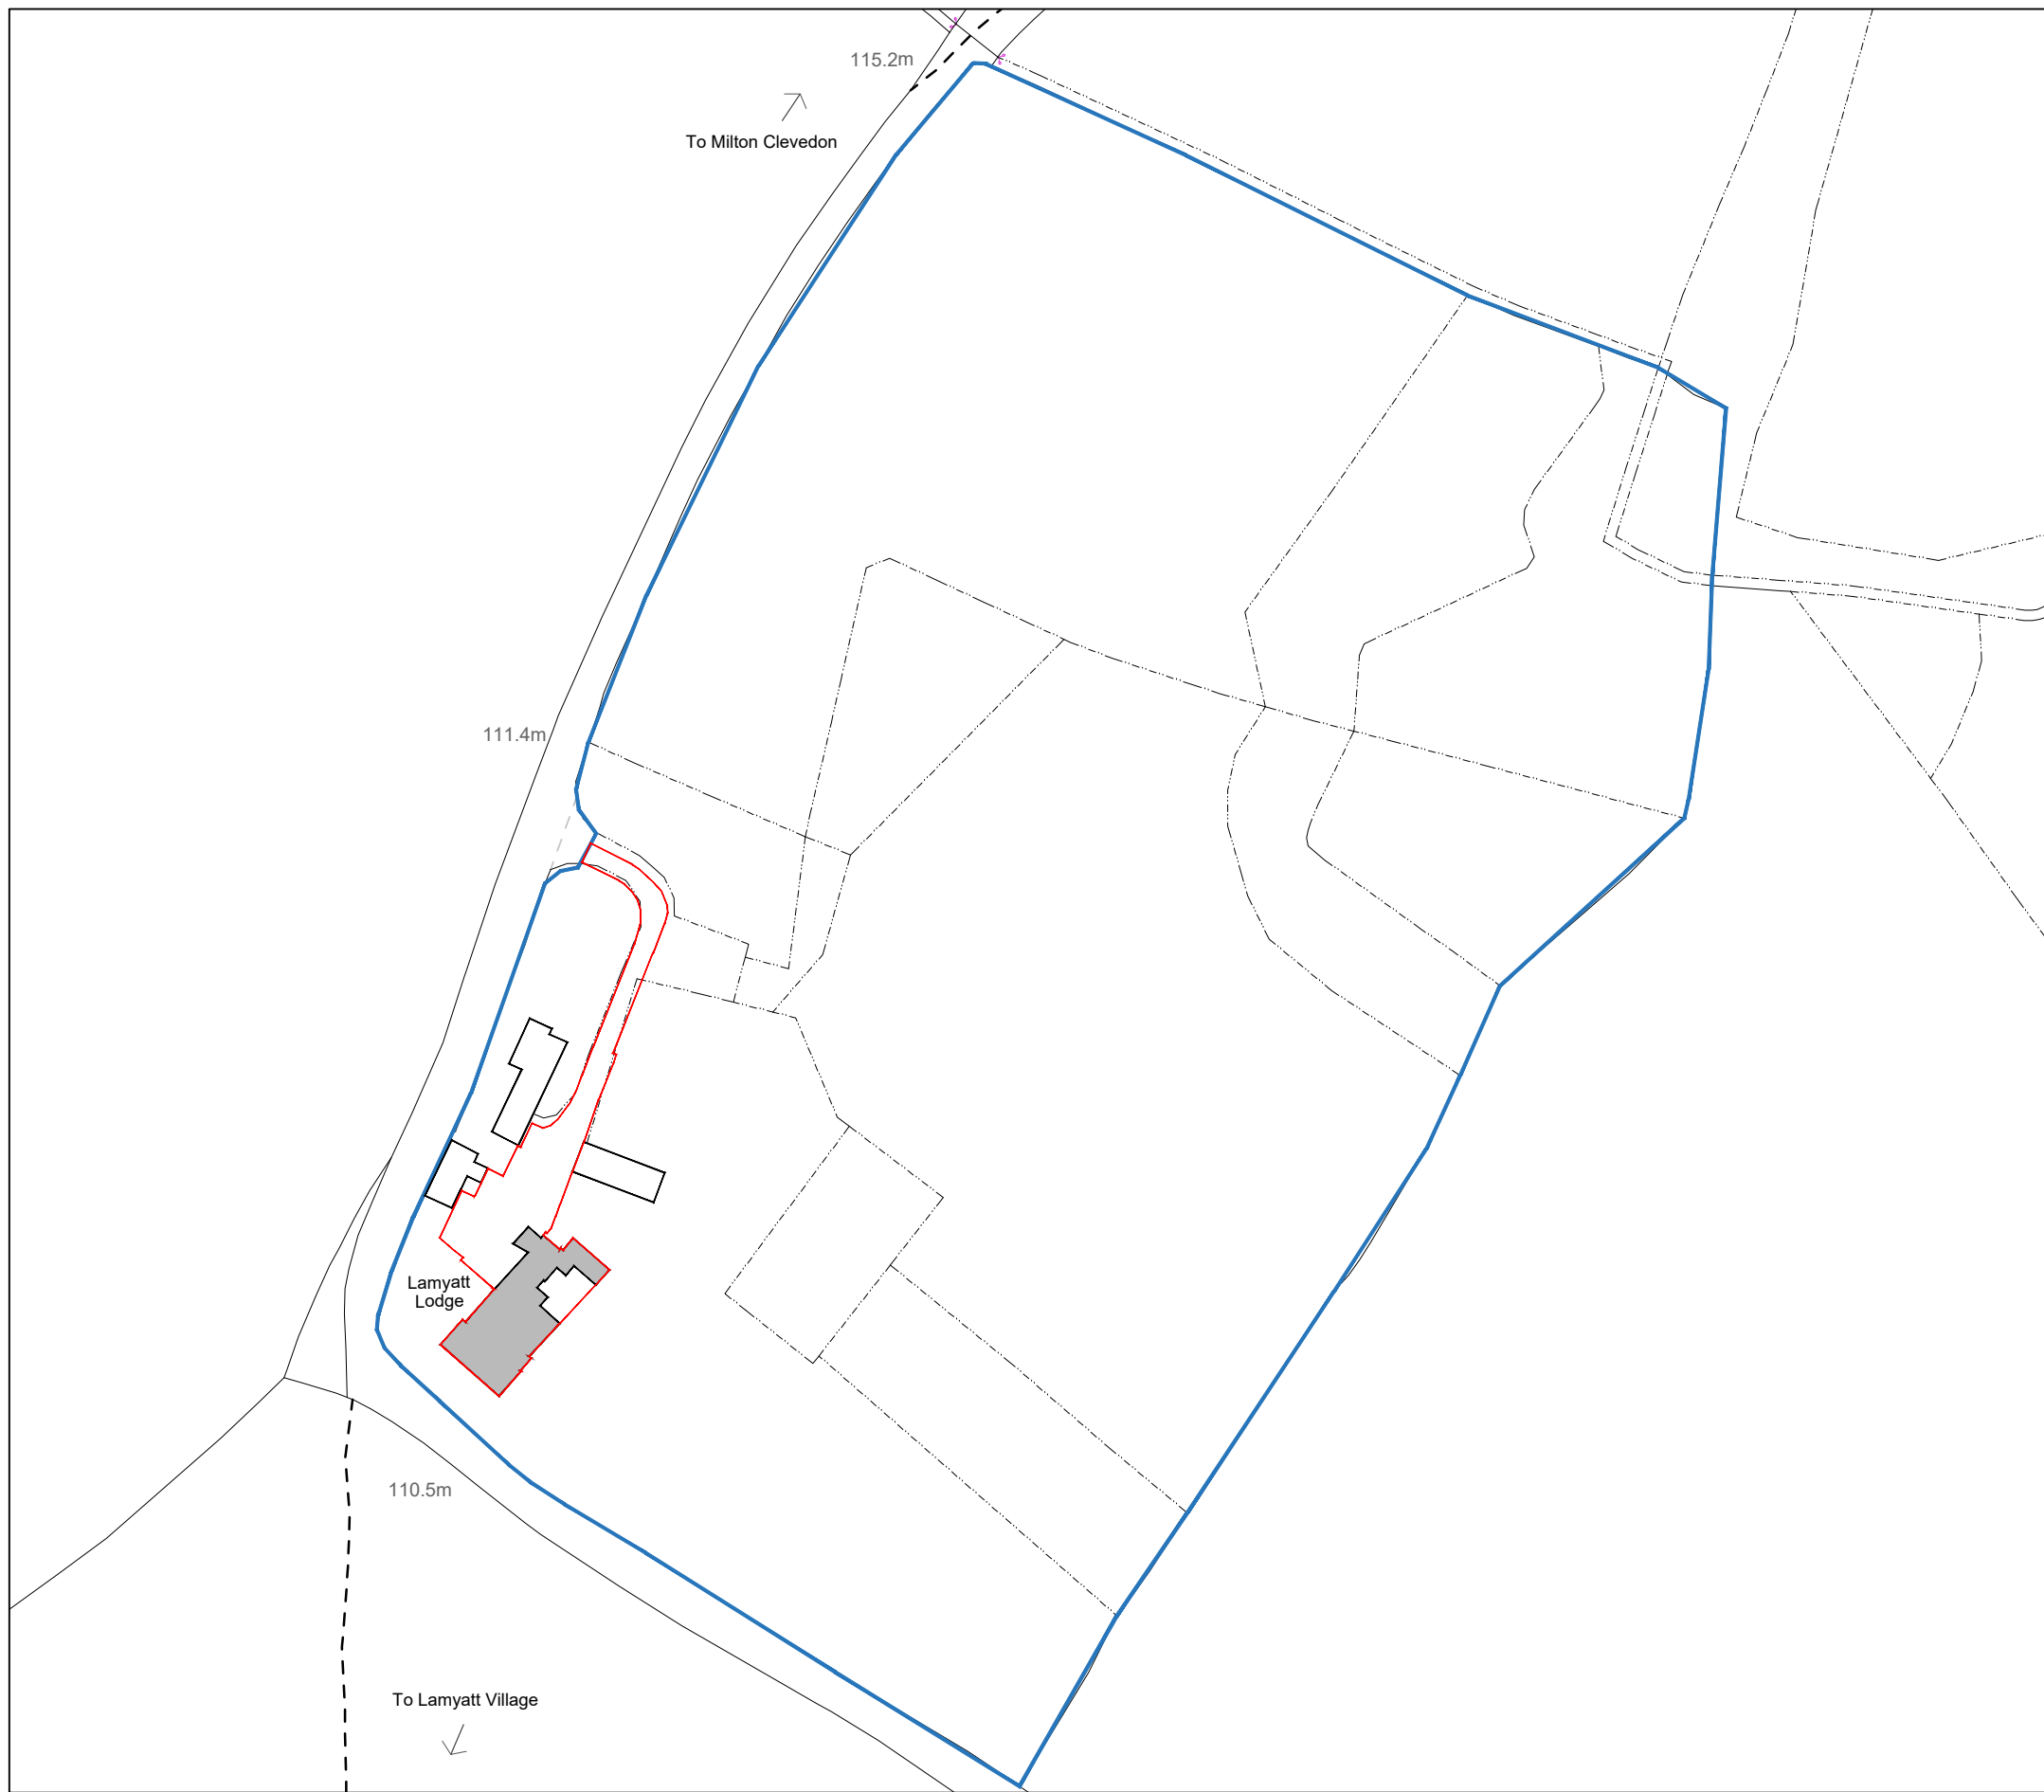 115.2m
To Milton Clevedon
111.4m
Lamyatt
Lodge
110.5m
To Lamyatt Village